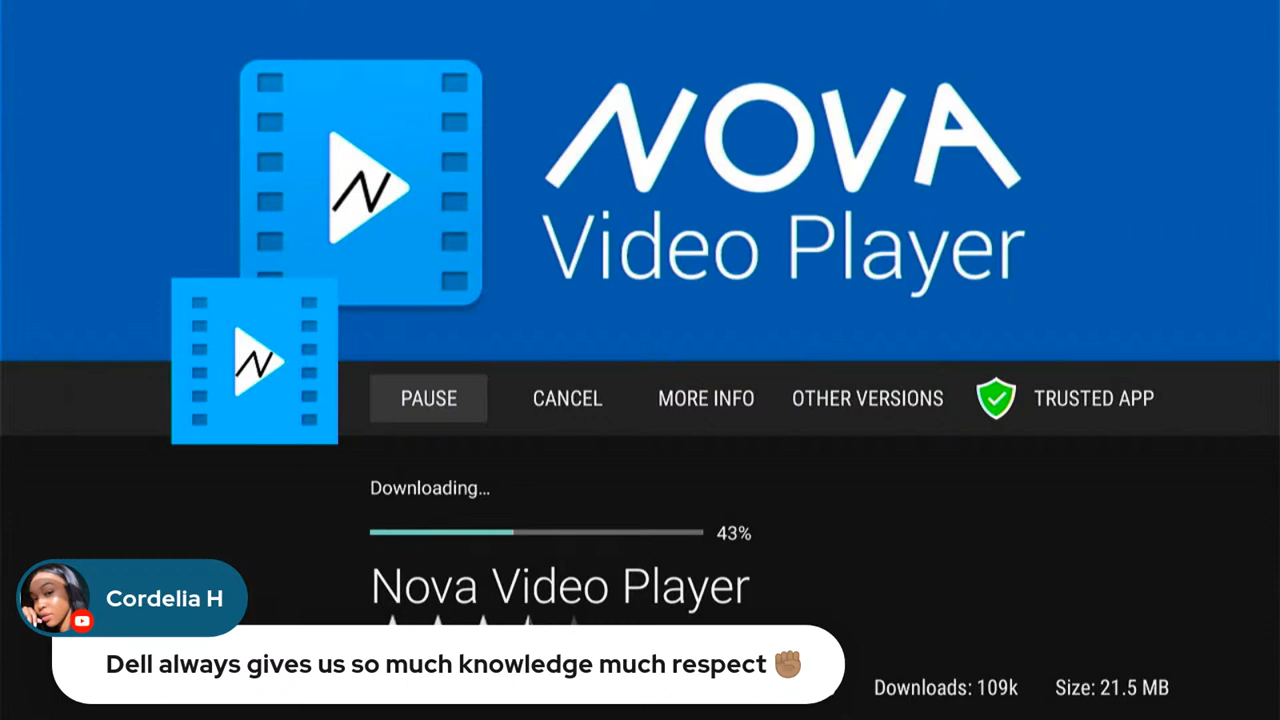 NOVA
Video Player
N
N
PAUSE CANCEL MORE INFO OTHER VERSIONS TRUSTED APP
Downloading...
43%
Nova Video Player
Cordelia H
Dell always gives us so much knowledge much respect ✊🏽
Downloads: 109k Size: 21.5 MB